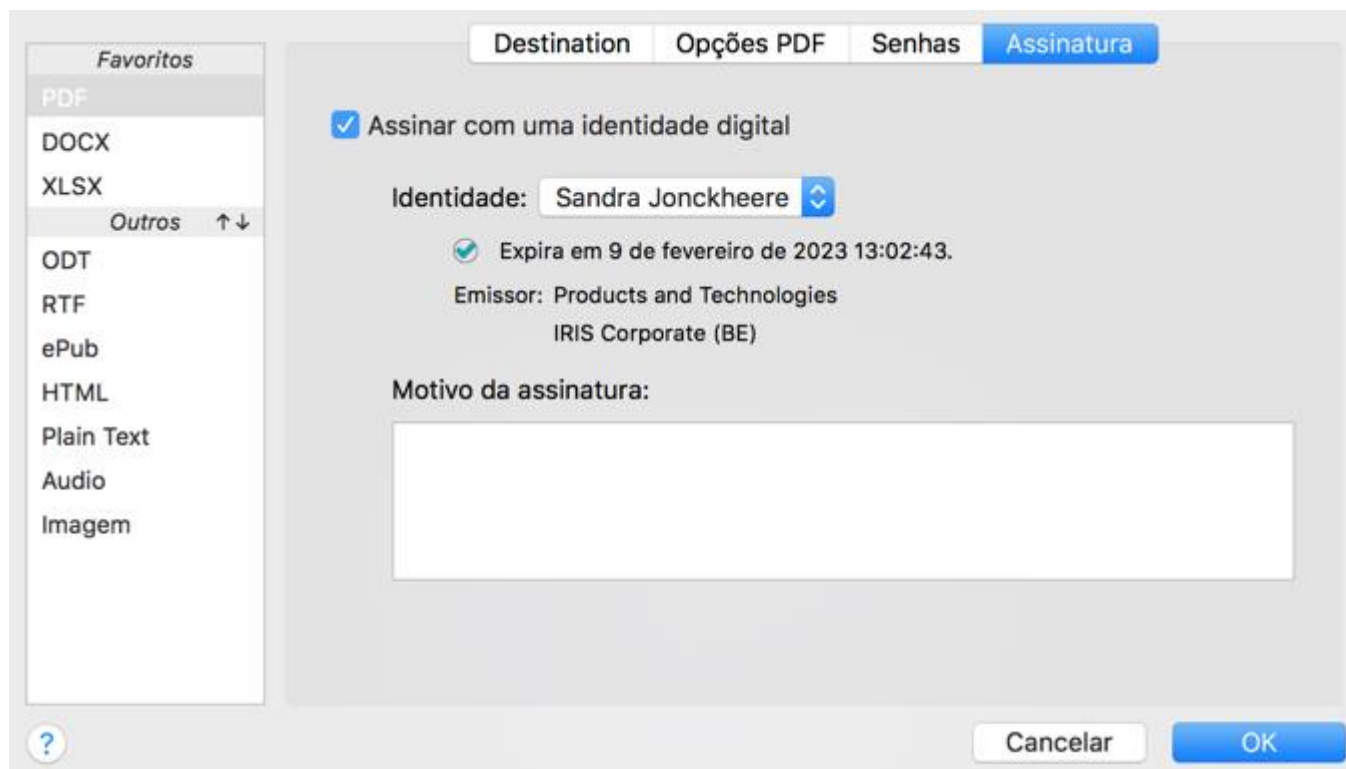 Destination Opções PDF Senhas Assinatura
Favoritos
PDF
DOCX
XLSX
Outros ↑↓
ODT
RTF
ePub
HTML
Plain Text
Audio
Imagem
Assinar com uma identidade digital
Identidade: Sandra Jonckheere
Expira em 9 de fevereiro de 2023 13:02:43.
Emissor: Products and Technologies
IRIS Corporate (BE)
Motivo da assinatura:
? Cancelar OK